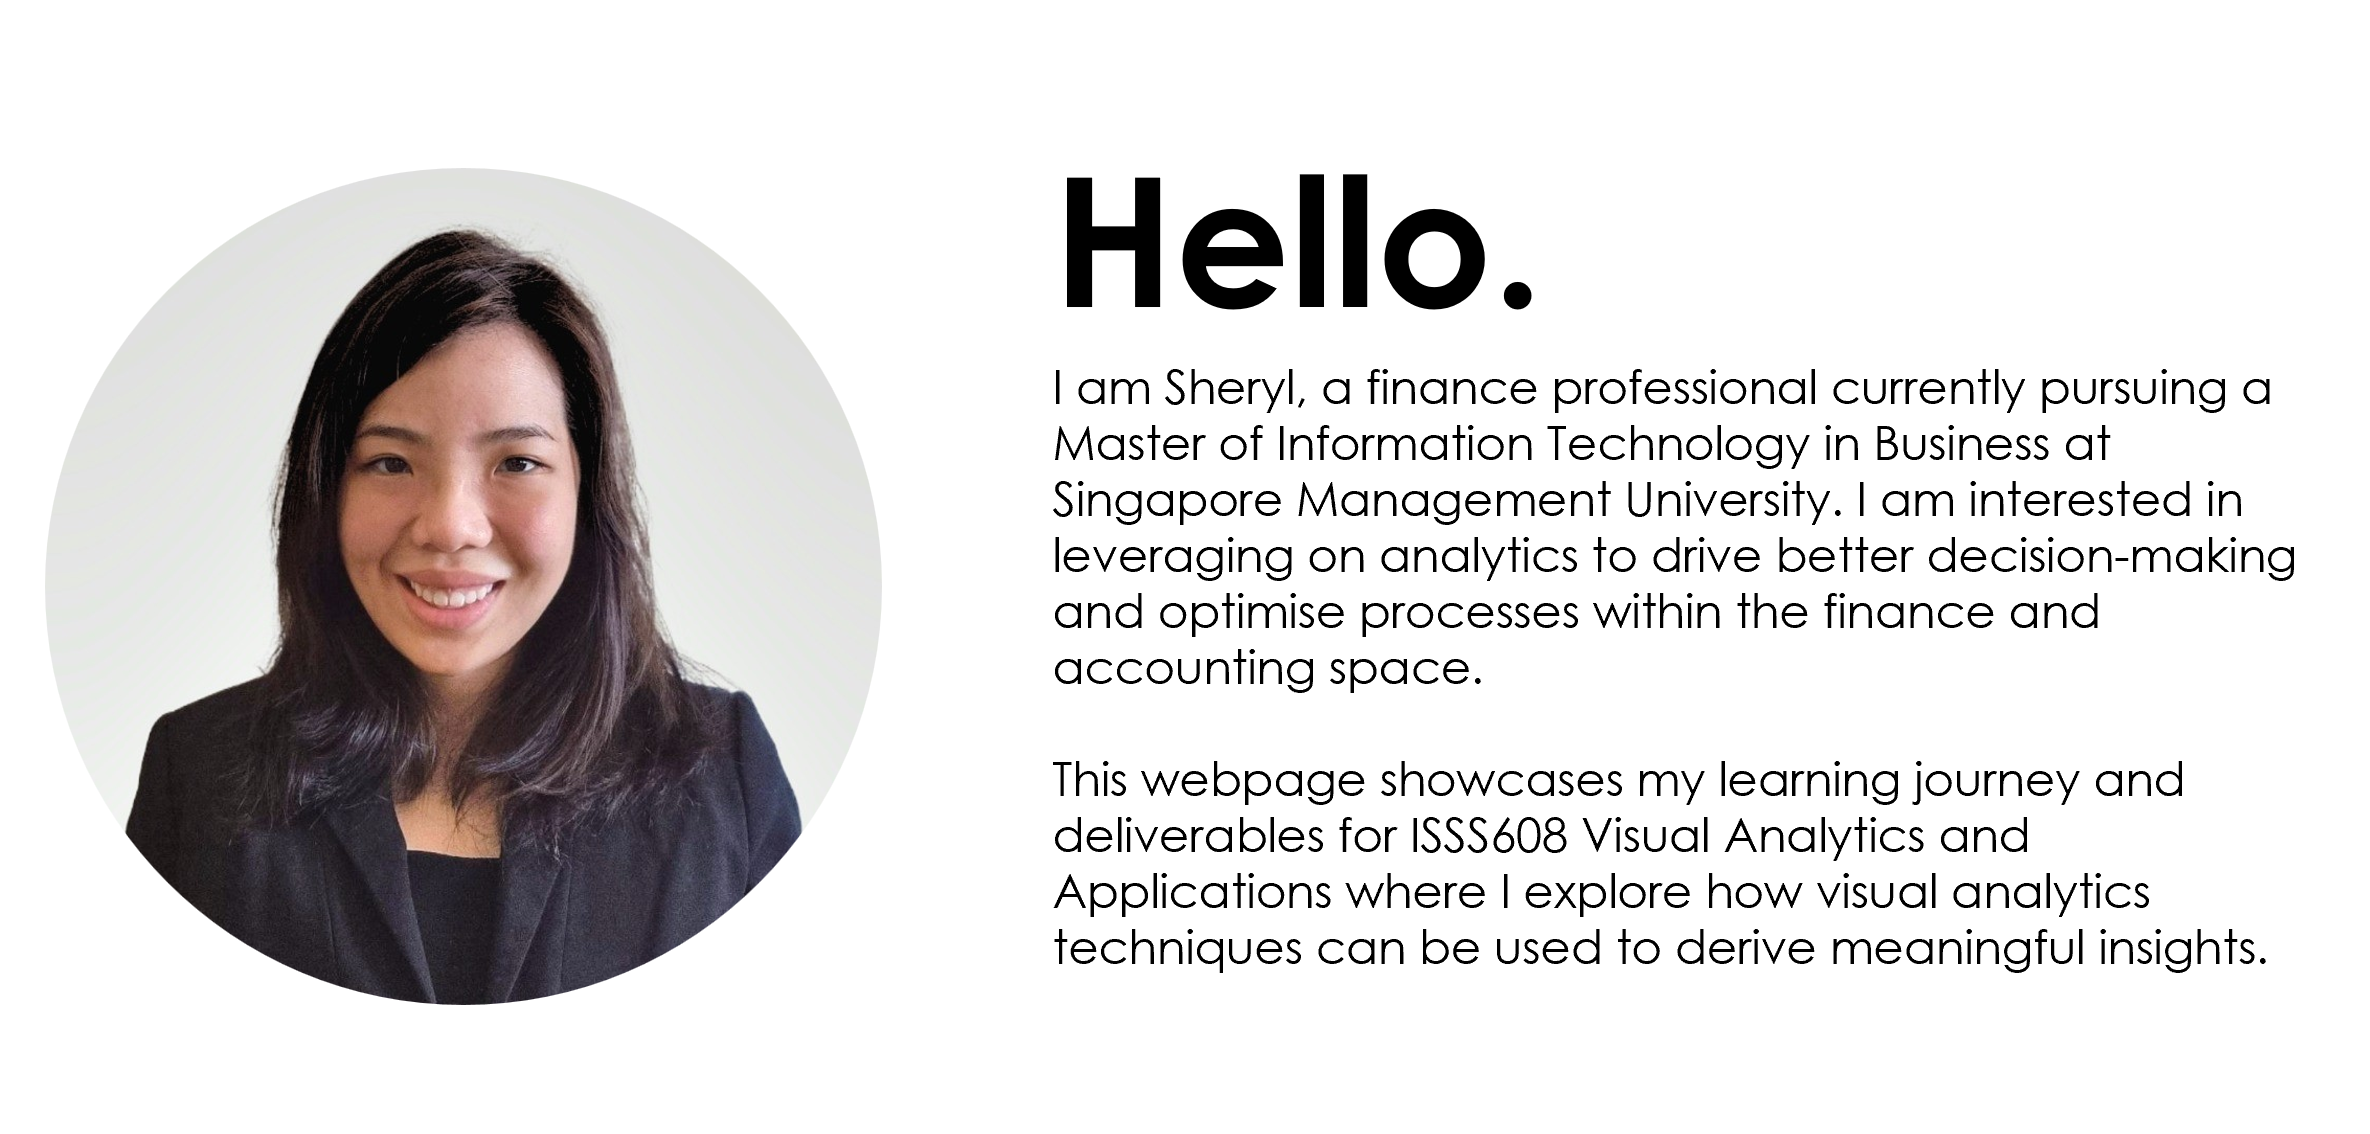 Hello.
I am Sheryl, a finance professional currently pursuing a
Master of Information Technology in Business at
Singapore Management University. I am interested in
leveraging on analytics to drive better decision-making
and optimise processes within the finance and
accounting space.
This webpage showcases my learning journey and
deliverables for ISSS608 Visual Analytics and
Applications where I explore how visual analytics
techniques can be used to derive meaningful insights.